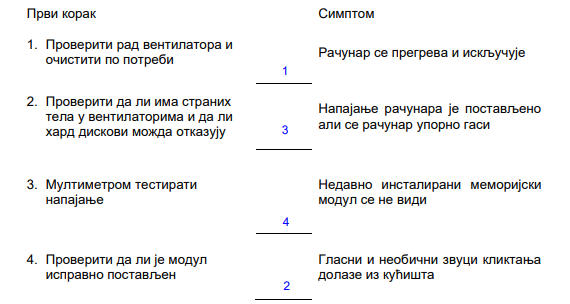 Први корак
Симптом
1. Проверити рад вентилатора и
очистити по потреби
1
Рачунар се прегрева и искључује
2. Проверити да ли има страних
тела у вентилаторима и да ли
хард дискови можда отказују
3
Напајање рачунара је постављено
али се рачунар упорно гаси
3. Мултиметром тестирати
напајање
4
Недавно инсталирани меморијски
модул се не види
4. Проверити да ли је модул
исправно постављен
2
Гласни и необични звуци кликтања
долазе из кућишта